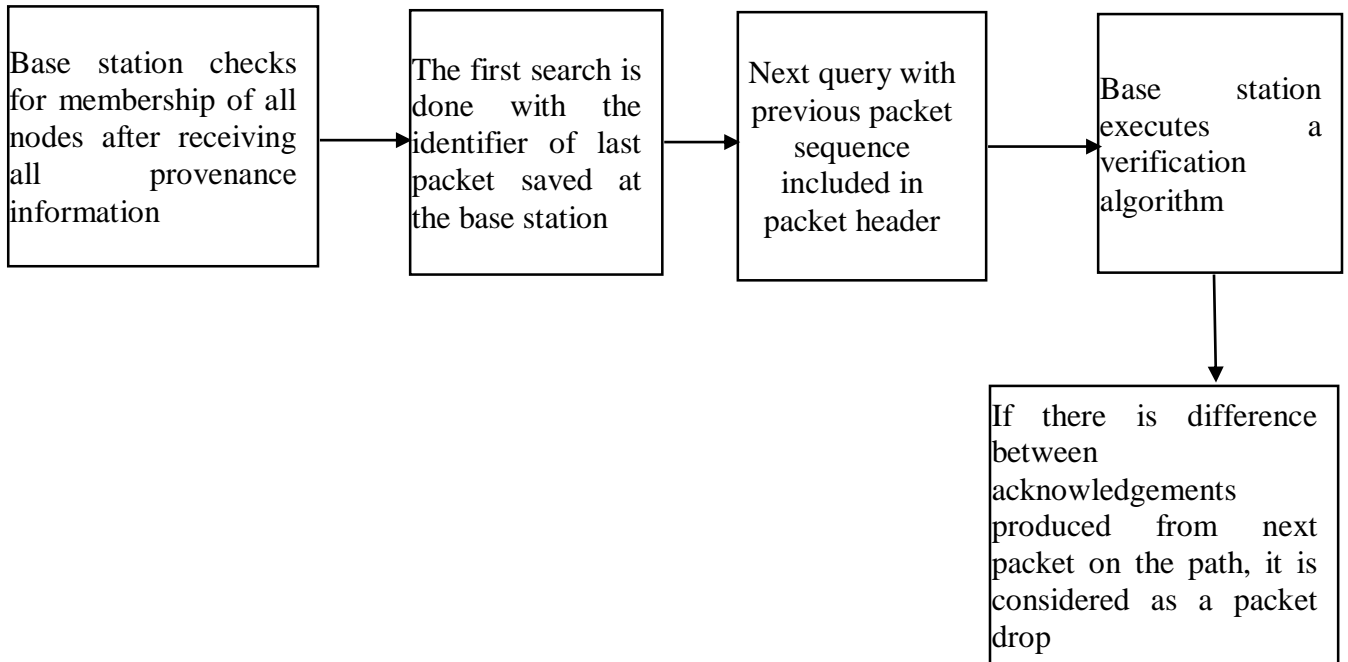 Base station checks
for membership of all
nodes after receiving
all provenance
information
The first search is
done with the
identifier of last
packet saved at
the base station
Next query with
previous packet
sequence
included in
packet header
Base station
executes a
verification
algorithm
If there is difference
between
acknowledgements
produced from next
packet on the path, it is
considered as a packet
drop